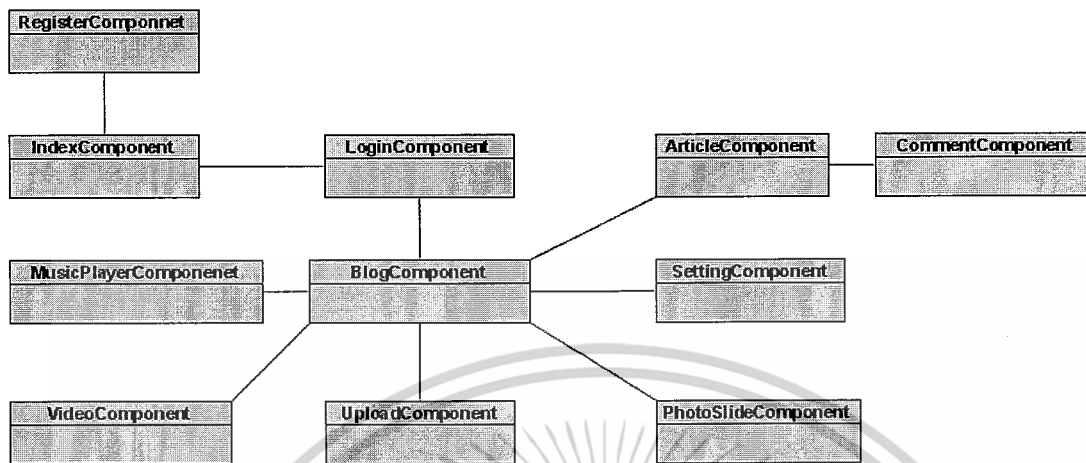 RegisterComponnet
IndexComponent
LoginComponent
ArticleComponent
CommentComponent
MusicPlayerComponenet
BlogComponent
SettingComponent
VideoComponent
UploadComponent
PhotoSlideComponent